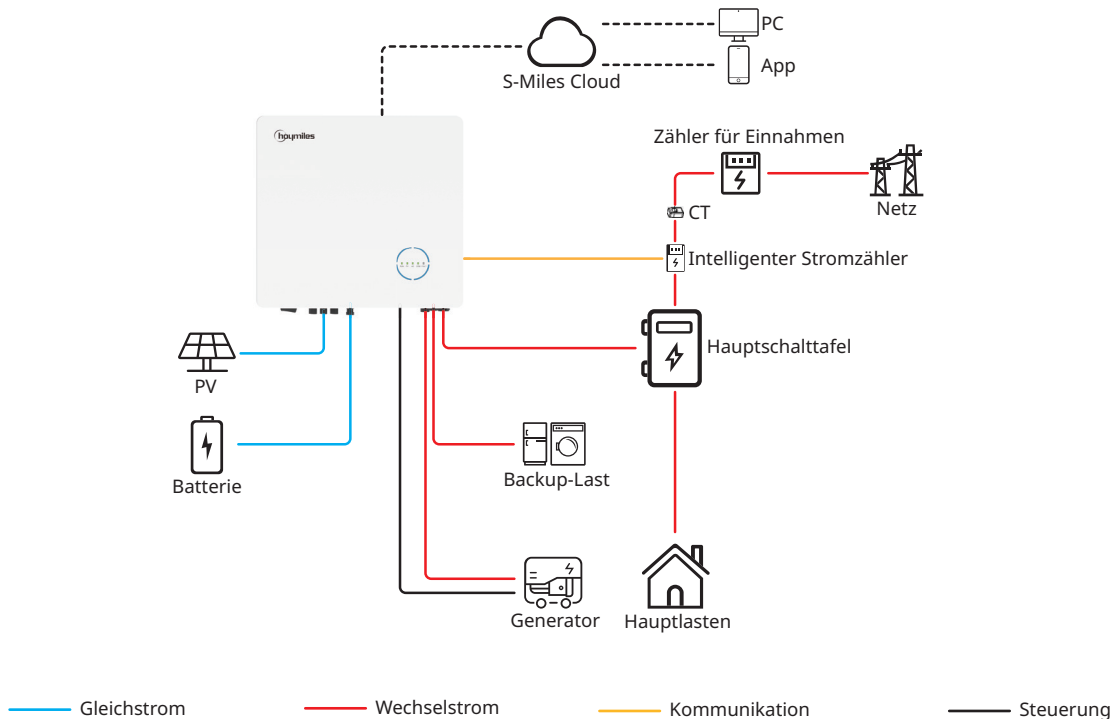 PC
App
S-Miles Cloud
hoymiles
Zähler für Einnahmen
Netz
CT
Intelligenter Stromzähler
Hauptschalttafel
PV
Batterie
Backup-Last
Generator
Hauptlasten
Gleichstrom
Wechselstrom
Kommunikation
Steuerung